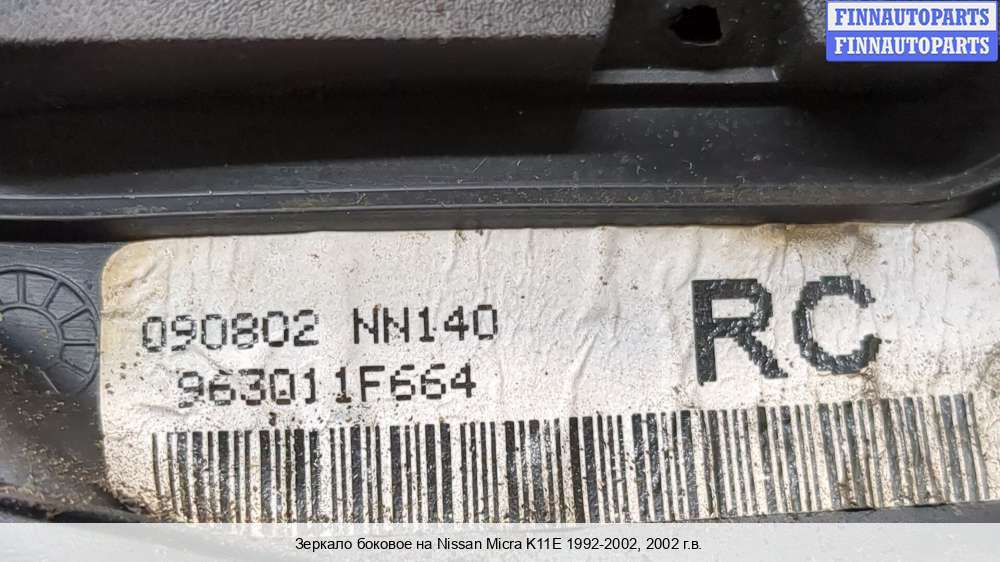 FINNAUTOPARTS
FINNAUTOPARTS
090802 NN140
963011F664
RC
Зеркало боковое на Nissan Micra K11E 1992-2002, 2002 г.в.